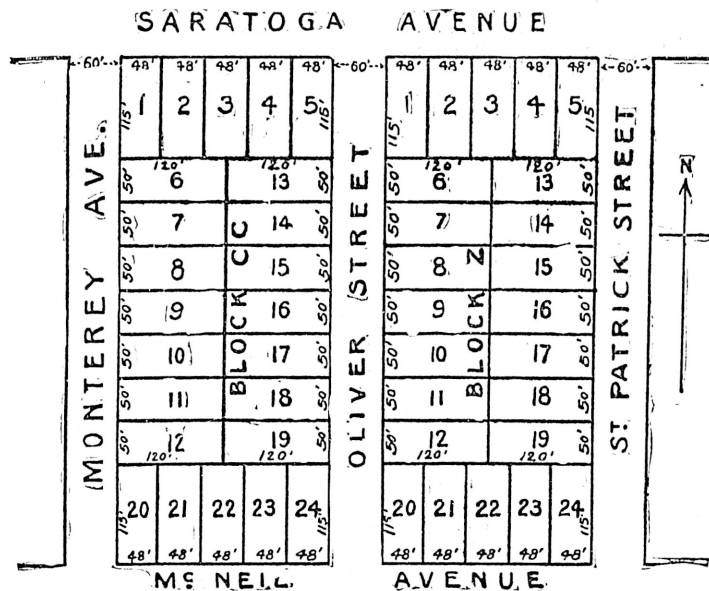 SARATOGA AVENUE
60' 48' 48' 48' 48' 48' 60' 48' 48' 48' 48' 48' 60'
1 2 3 4 5 1 2 3 4 5
115' 115' 115' 115
120' 120' 120' 120'
50' 6 13 50' 50' 6 13 50'
50' 7 14 50' 50' 7 14 50'
50' 8 15 50' 50' 8 15 50'
50' 9 16 50' 50' 9 16 50'
50' 10 17 50' 50' 10 17 50'
50' 11 18 50' 50' 11 18 50'
50' 12 19 50' 50' 12 19 50'
120' 120' 120' 120'
20 21 22 23 24 20 21 22 23 24
115' 115' 115' 115'
48' 48' 48' 48' 48' 48' 48' 48' 48' 48'
MONTEREY AVE.
BLOCK CC
OLIVER STREET
BLOCK Z
ST PATRICK STREET
N
Mc NEIL AVENUE